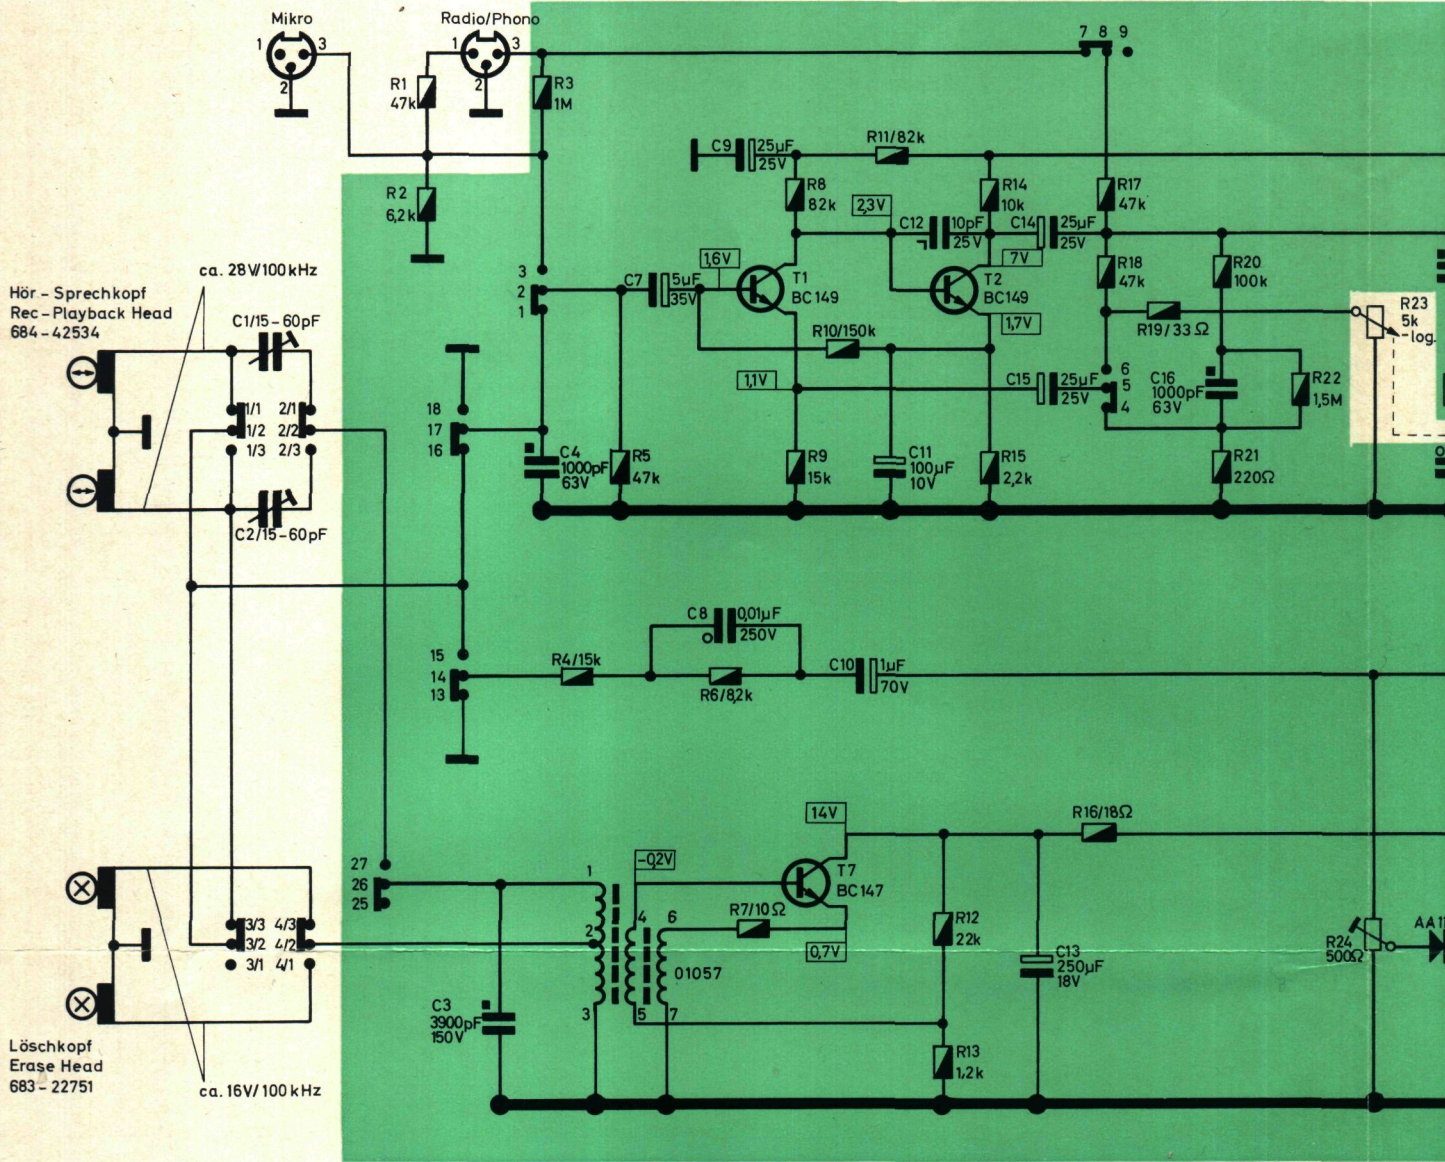 Mikro
Radio/Phono
1
3
2
1
3
2
R1
47k
R3
1M
7 8 9
R2
6,2k
C9
25µF
25V
R11/82k
R8
82k
2,3V
R14
10k
R17
47k
C12
10pF
25V
C14
25µF
25V
ca. 28V/100kHz
Hör-Sprechkopf
Rec-Playback Head
684-42534
C1/15-60pF
3
2
1
C7
5µF
35V
1,6V
T1
BC149
7V
T2
BC149
1,7V
R18
47k
R20
100k
R19/33Ω
R23
5k
-log.
R10/150k
1,1V
C15
25µF
25V
6
5
4
C16
1000pF
63V
R22
1,5M
1/1
1/2
1/3
2/1
2/2
2/3
18
17
16
C4
1000pF
63V
R5
47k
R9
15k
C11
100µF
10V
R15
2,2k
R21
220Ω
C2/15-60pF
15
14
13
R4/15k
C8
0,01µF
250V
R6/8,2k
C10
1µF
70V
14V
R16/18Ω
27
26
25
1
2
3
-0,2V
T7
BC147
4
6
R7/10Ω
0,7V
01057
5
7
R12
22k
C13
250µF
18V
R24
500Ω
3/3
3/2
3/1
4/3
4/2
4/1
C3
3900pF
150V
R13
1,2k
Löschkopf
Erase Head
683-22751
ca. 16V/100kHz